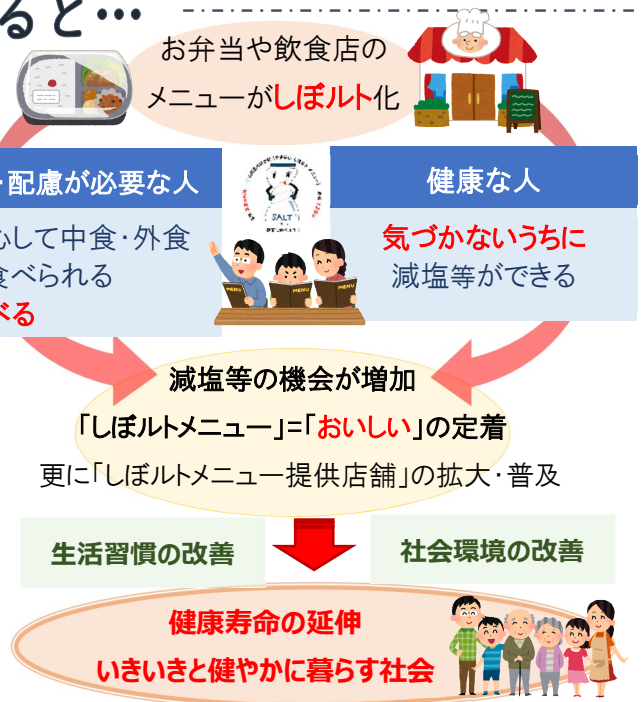 ると…
お弁当や飲食店の
メニューがしぼルト化
配慮が必要な人
心して中食・外食
食べられる
べる
SALT
MENU
MENU
MENU
健康な人
気づかないうちに
減塩等ができる
減塩等の機会が増加
「しぼルトメニュー」=「おいしい」の定着
更に「しぼルトメニュー提供店舗」の拡大・普及
生活習慣の改善
社会環境の改善
健康寿命の延伸
いきいきと健やかに暮らす社会